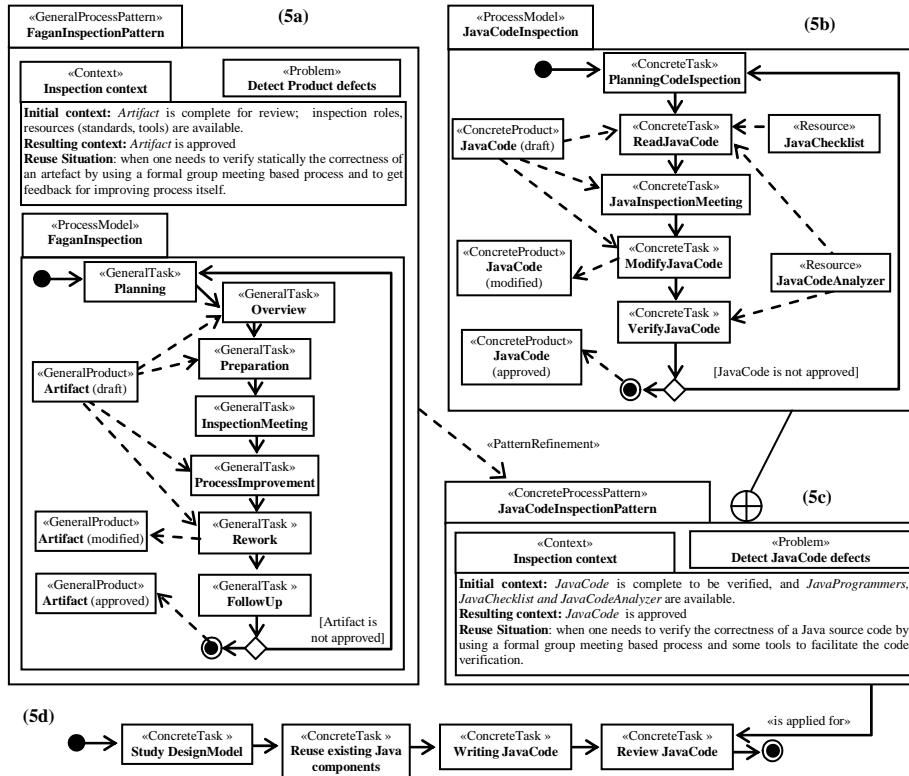 (5a)
«GeneralProcessPattern»
FaganInspectionPattern
«Context»
Inspection context
«Problem»
Detect Product defects
Initial context: Artifact is complete for review; inspection roles,
resources (standards, tools) are available.
Resulting context: Artifact is approved
Reuse Situation: when one needs to verify statically the correctness of
an artefact by using a formal group meeting based process and to get
feedback for improving process itself.
«ProcessModel»
FaganInspection
«GeneralTask»
Planning
«GeneralTask»
Overview
«GeneralTask»
Preparation
«GeneralProduct»
Artifact (draft)
«GeneralTask»
InspectionMeeting
«GeneralTask»
ProcessImprovement
«GeneralProduct»
Artifact (modified)
«GeneralTask »
Rework
«GeneralProduct»
Artifact (approved)
«GeneralTask »
FollowUp
[Artifact is
not approved]
(5b)
«ProcessModel»
JavaCodeInspection
«ConcreteTask»
PlanningCodeIspection
«ConcreteProduct»
JavaCode (draft)
«ConcreteTask»
ReadJavaCode
«Resource»
JavaChecklist
«ConcreteTask»
JavaInspectionMeeting
«ConcreteProduct»
JavaCode
(modified)
«ConcreteTask »
ModifyJavaCode
«Resource»
JavaCodeAnalyzer
«ConcreteTask »
VerifyJavaCode
«ConcreteProduct»
JavaCode
(approved)
[JavaCode is not approved]
«PatternRefinement»
(5c)
«ConcreteProcessPattern»
JavaCodeInspectionPattern
«Context»
Inspection context
«Problem»
Detect JavaCode defects
Initial context: JavaCode is complete to be verified, and JavaProgrammers,
JavaChecklist and JavaCodeAnalyzer are available.
Resulting context: JavaCode is approved
Reuse Situation: when one needs to verify the correctness of a Java source code by
using a formal group meeting based process and some tools to facilitate the code
verification.
(5d)
«is applied for»
«ConcreteTask »
Study DesignModel
«ConcreteTask »
Reuse existing Java
components
«ConcreteTask »
Writing JavaCode
«ConcreteTask »
Review JavaCode